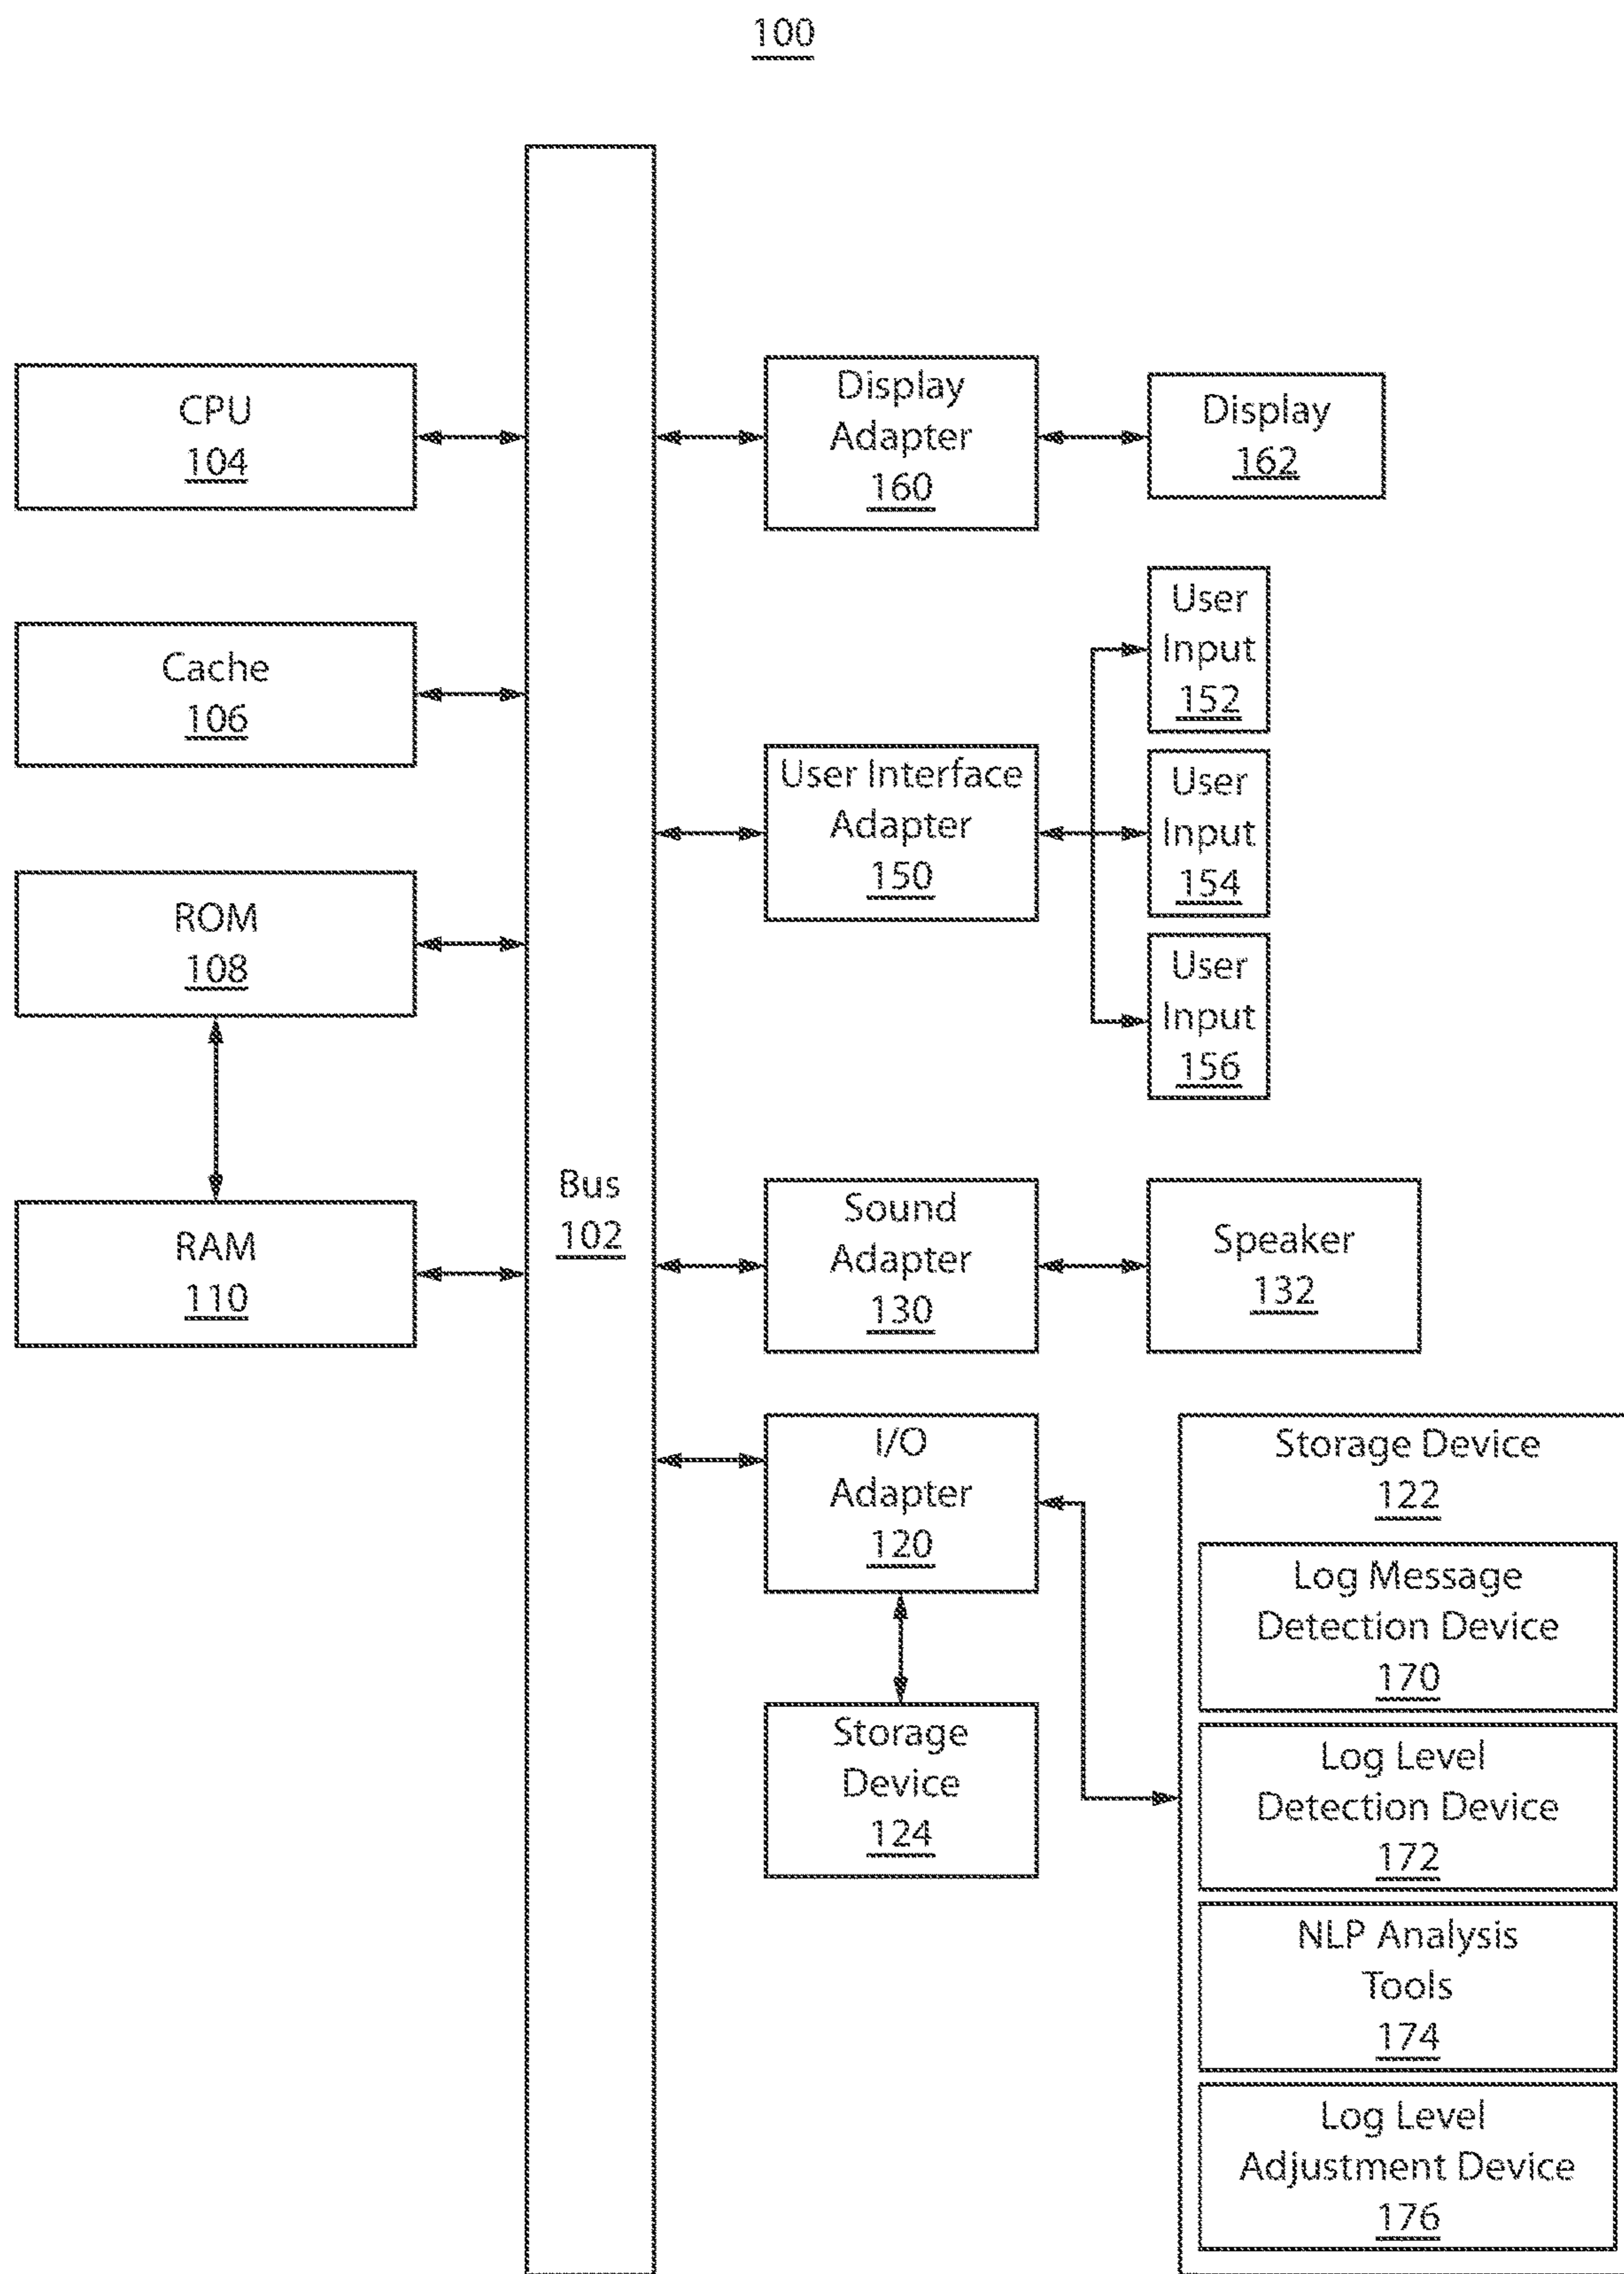 100
CPU
104
Cache
106
ROM
108
RAM
110
Bus
102
Display
Adapter
160
Display
162
User Interface
Adapter
150
User
Input
152
User
Input
154
User
Input
156
Sound
Adapter
130
Speaker
132
I/O
Adapter
120
Storage
Device
124
Storage Device
122
Log Message
Detection Device
170
Log Level
Detection Device
172
NLP Analysis
Tools
174
Log Level
Adjustment Device
176